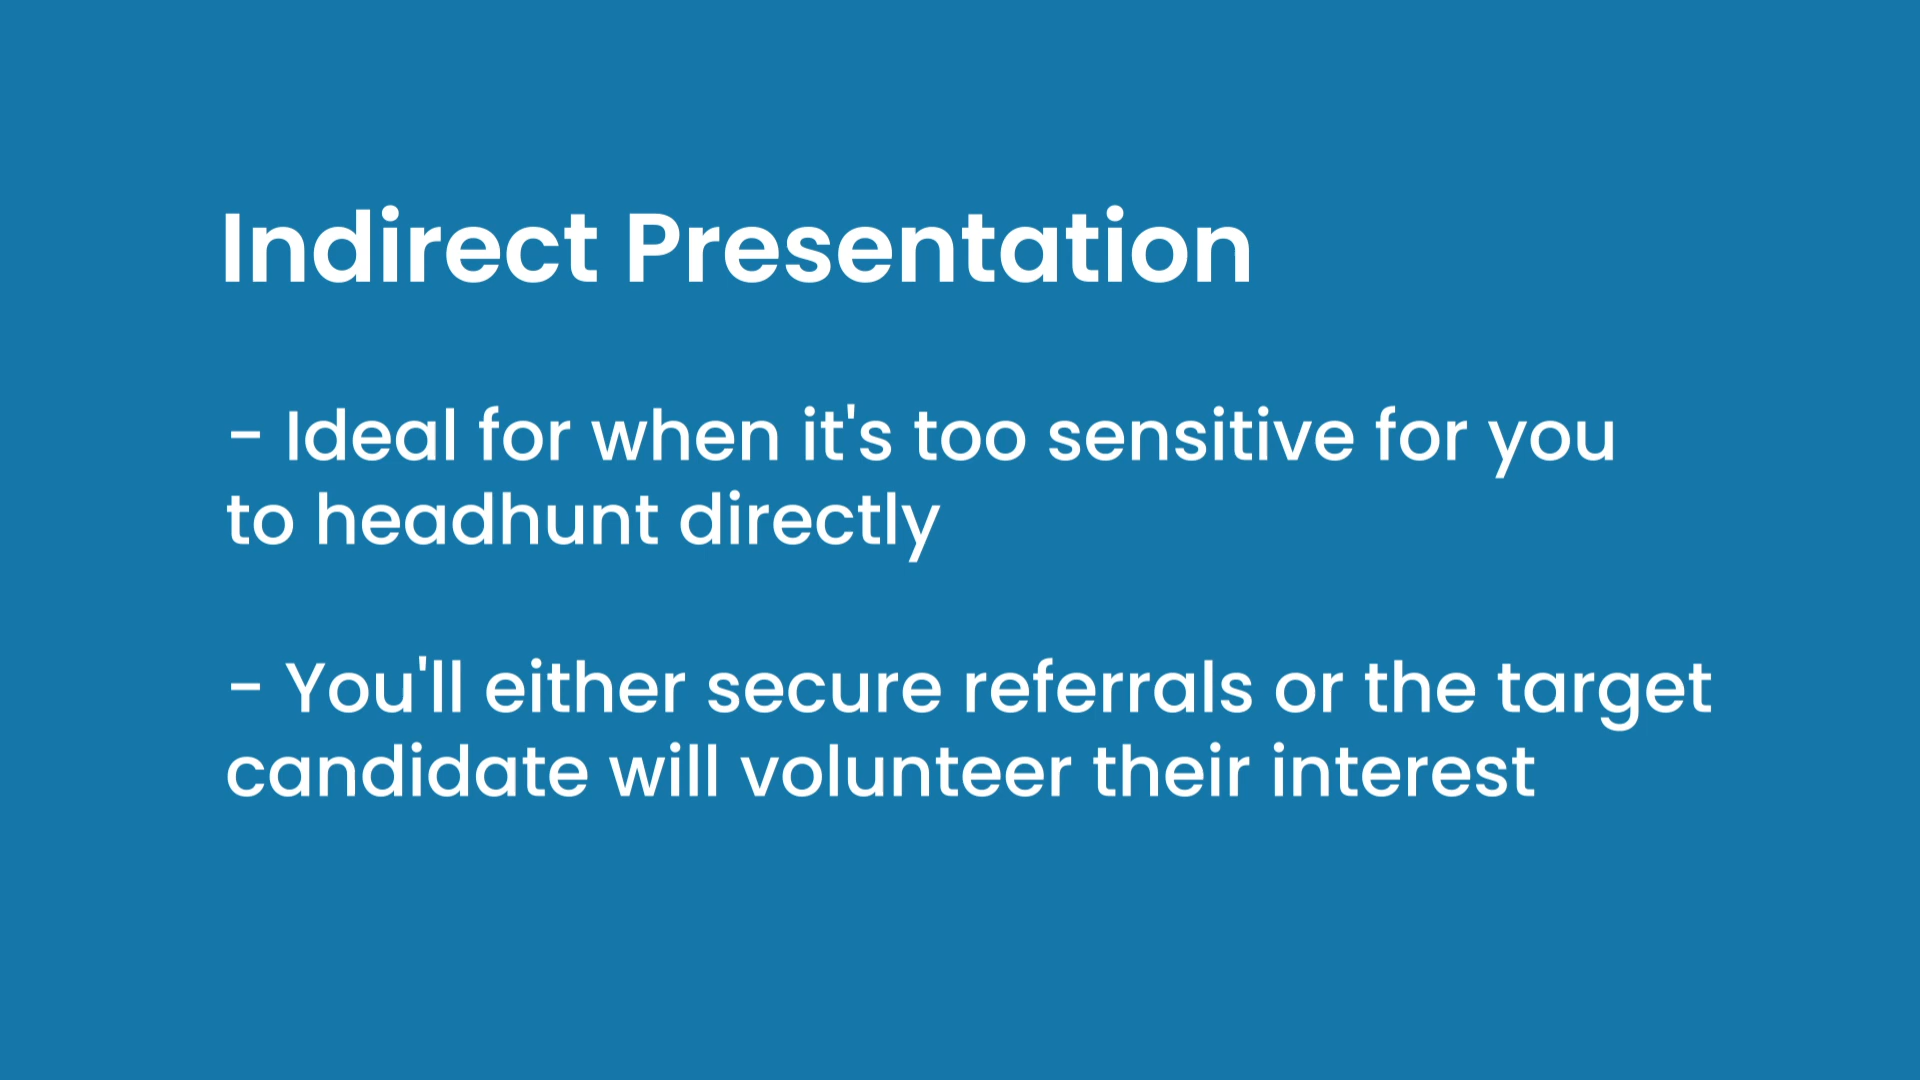 Indirect Presentation
- Ideal for when it's too sensitive for you
to headhunt directly
- You'll either secure referrals or the target
candidate will volunteer their interest